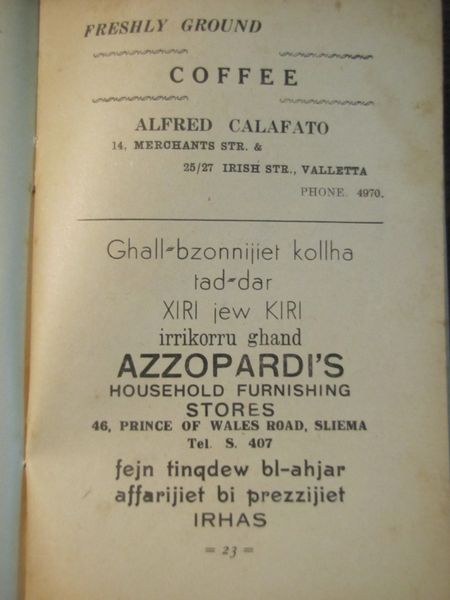 FRESHLY GROUND
COFFEE
ALFRED CALAFATO
14, MERCHANTS STR. &
25/27 IRISH STR., VALLETTA
PHONE. 4970.
Ghall-bzonnijiet kollha
tad-dar
XIRI jew KIRI
irrikorru ghand
AZZOPARDI'S
HOUSEHOLD FURNISHING
STORES
46, PRINCE OF WALES ROAD, SLIEMA
Tel. S. 407
fejn tinqdew bl-ahjar
affarijiet bi prezzijiet
IRHAS
= 23 =